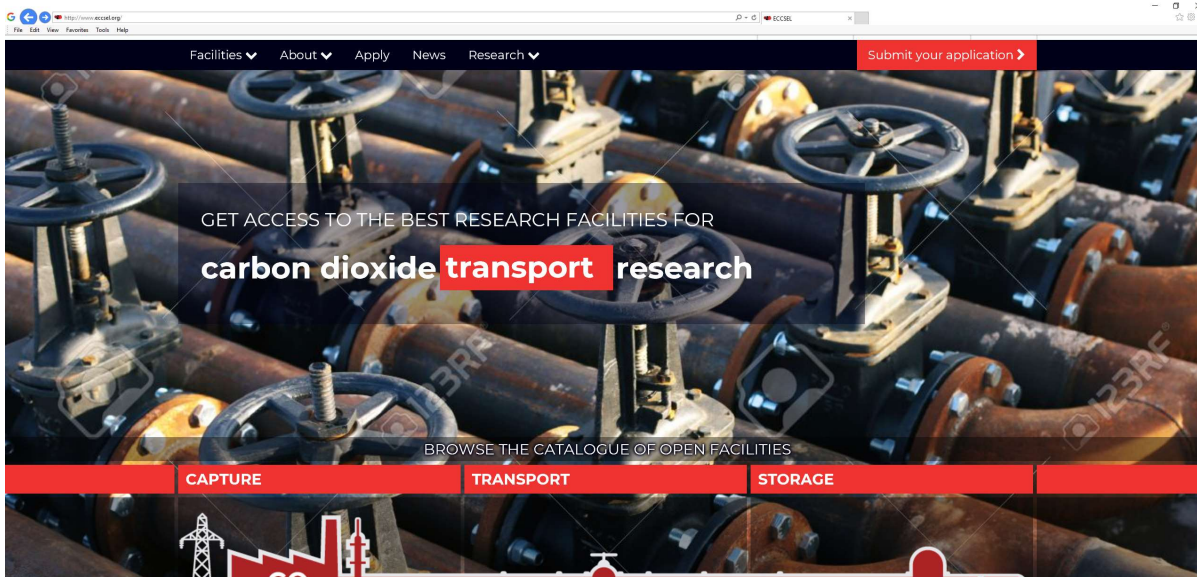 http://www.eccsel.org/
ECCSEL
File Edit View Favorites Tools Help
Facilities About Apply News Research Submit your application
GET ACCESS TO THE BEST RESEARCH FACILITIES FOR
carbon dioxide transport research
123RF
123RF
BROWSE THE CATALOGUE OF OPEN FACILITIES
CAPTURE TRANSPORT STORAGE